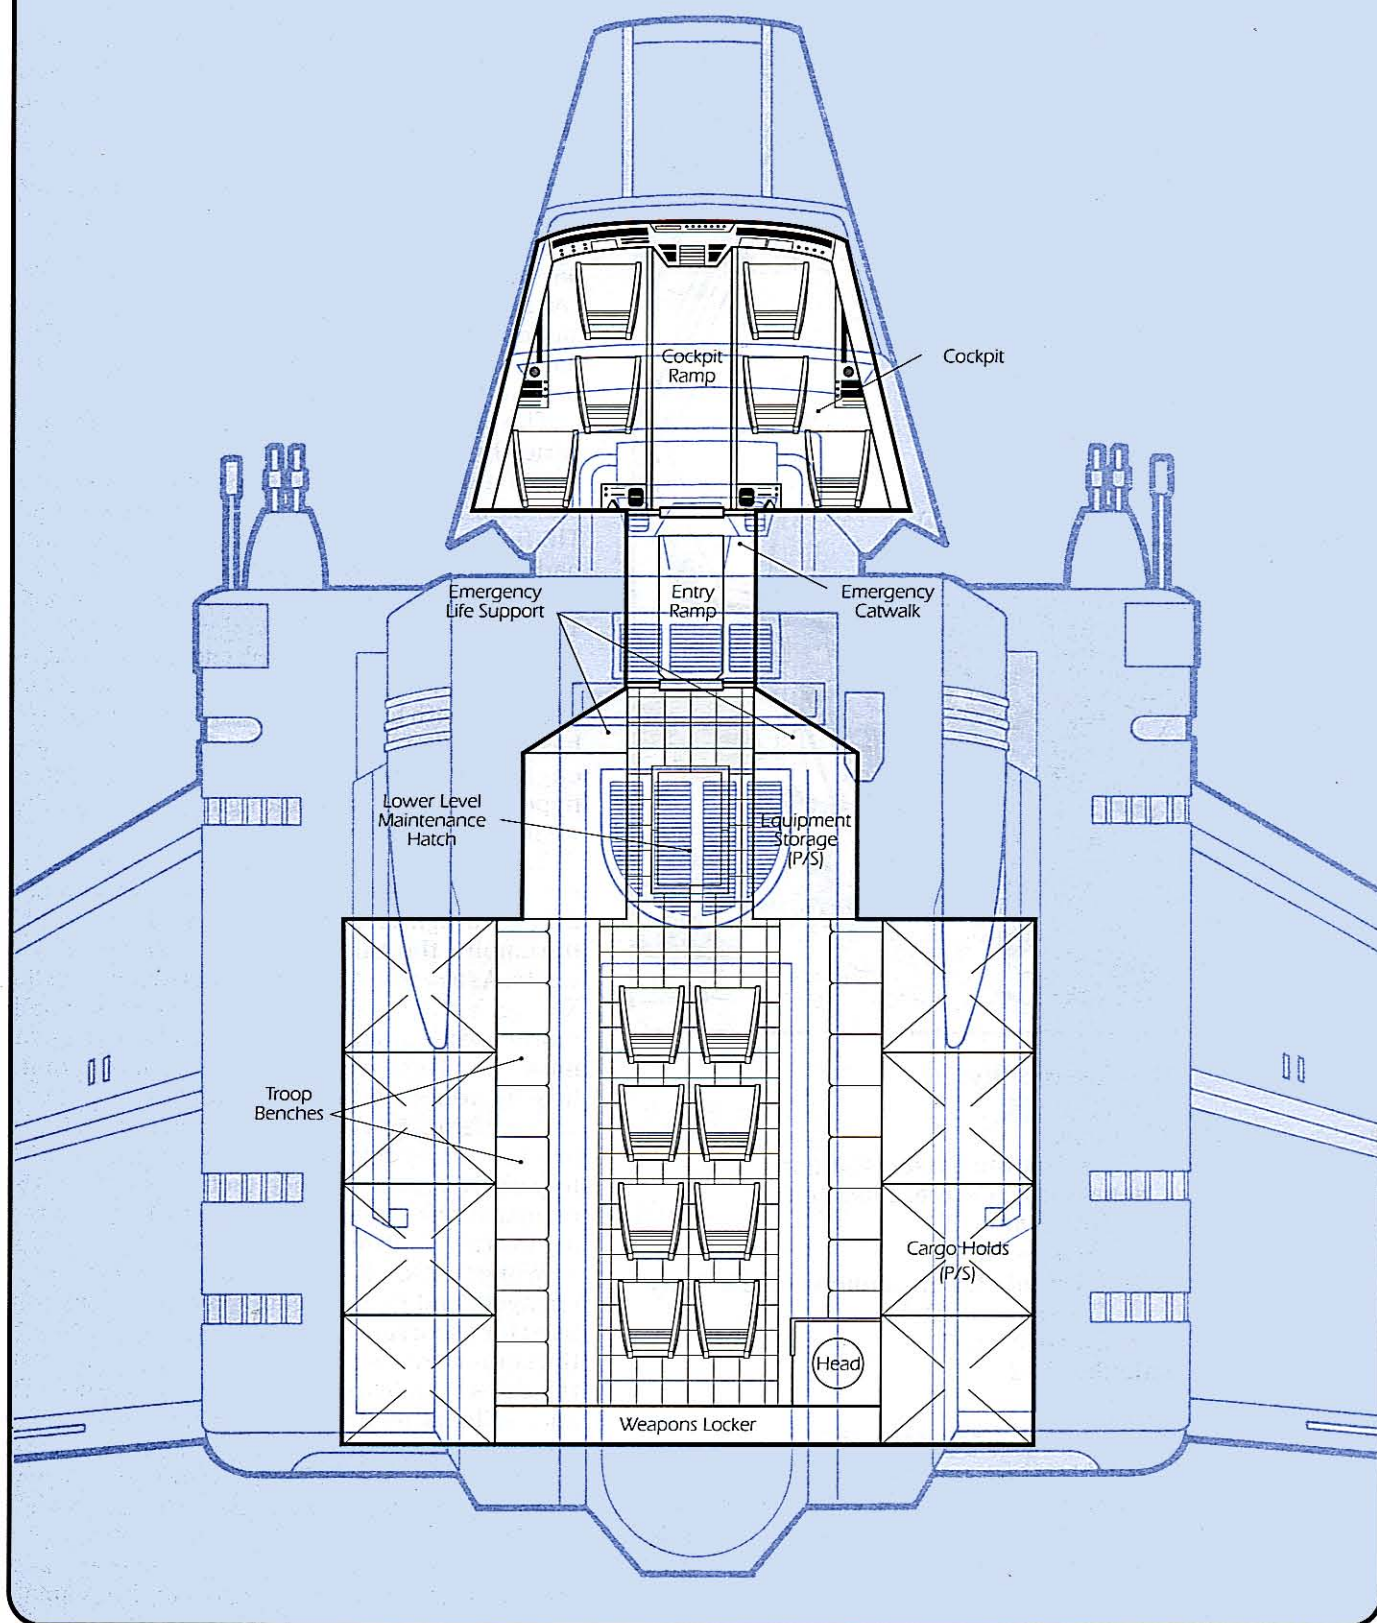 Cockpit
Ramp
Cockpit
Emergency
Life Support
Entry
Ramp
Emergency
Catwalk
Lower Level
Maintenance
Hatch
Equipment
Storage
(P/S)
Troop
Benches
Cargo Holds
(P/S)
Head
Weapons Locker